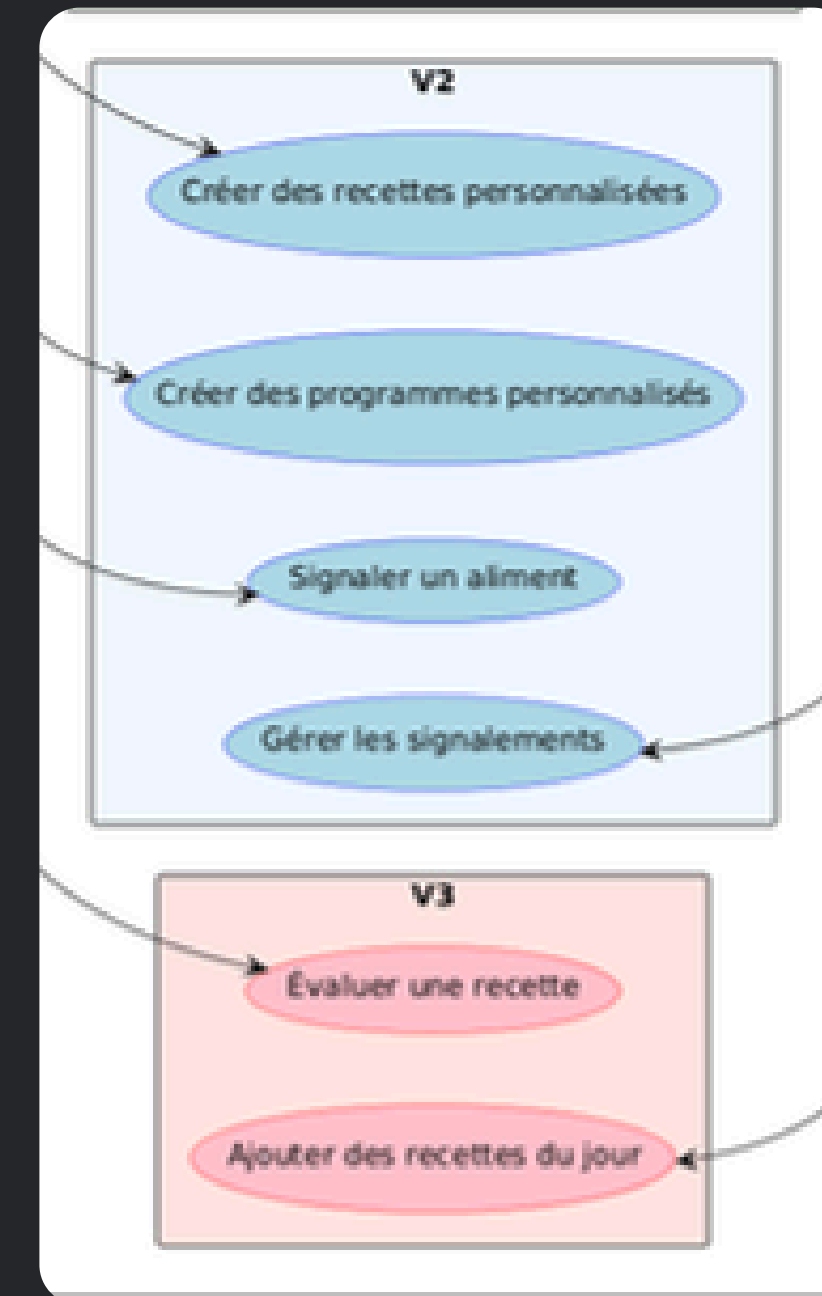 V2
Créer des recettes personnalisées
Créer des programmes personnalisés
Signaler un aliment
Gérer les signalements
V3
Évaluer une recette
Ajouter des recettes du jour